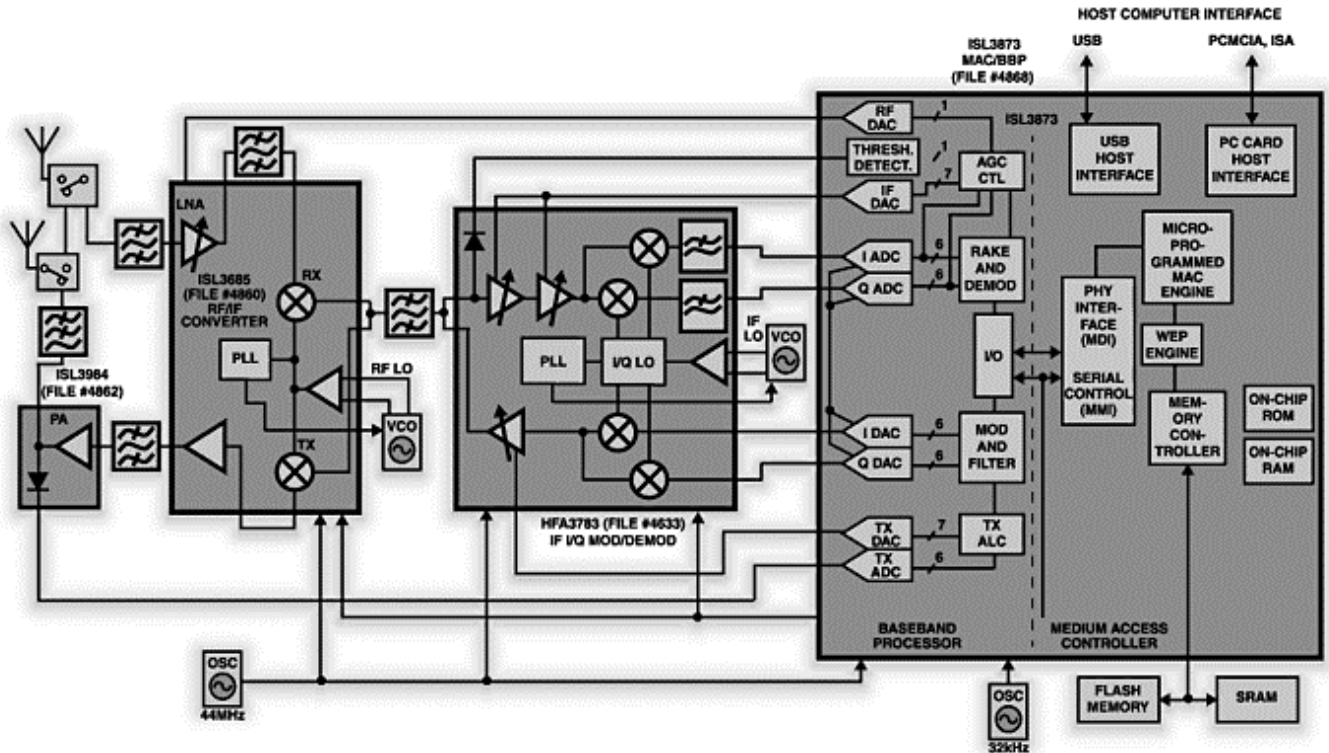 HOST COMPUTER INTERFACE
USB
PCMCIA, ISA
ISL3873
MAC/BBP
(FILE #4868)
RF
DAC
1
ISL3873
THRESH.
DETECT.
1
AGC
CTL
USB
HOST
INTERFACE
PC CARD
HOST
INTERFACE
IF
DAC
7
LNA
ISL3685
(FILE #4860)
RF/IF
CONVERTER
RX
I ADC
6
Q ADC
6
RAKE
AND
DEMOD
MICRO-
PRO-
GRAMMED
MAC
ENGINE
PHY
INTER-
FACE
(MDI)
SERIAL
CONTROL
(MMI)
WEP
ENGINE
I/O
IF
LO
VCO
PLL
I/Q LO
PLL
RF LO
VCO
ISL3984
(FILE #4862)
PA
TX
MEM-
ORY
CON-
TROLLER
ON-CHIP
ROM
ON-CHIP
RAM
I DAC
6
Q DAC
6
MOD
AND
FILTER
HFA3783 (FILE #4633)
IF I/Q MOD/DEMOD
TX
DAC
7
TX
ADC
6
TX
ALC
BASEBAND
PROCESSOR
MEDIUM ACCESS
CONTROLLER
OSC
44MHz
OSC
32kHz
FLASH
MEMORY
SRAM